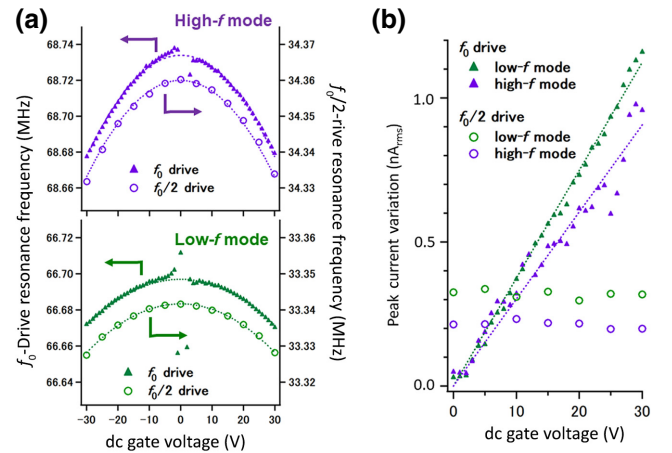 (a)
High-f mode
68.74
68.72
68.70
68.68
68.66
34.37
34.36
34.35
34.34
34.33
f₀ drive
f₀/2 drive
Low-f mode
66.72
66.70
66.68
66.66
66.64
33.36
33.35
33.34
33.33
33.32
f₀ drive
f₀/2 drive
-30 -20 -10 0 10 20 30
dc gate voltage (V)
f₀-Drive resonance frequency (MHz)
f₀/2-rive resonance frequency (MHz)
(b)
f₀ drive
low-f mode
high-f mode
f₀/2 drive
low-f mode
high-f mode
1.0
0.5
0.0
0 10 20 30
dc gate voltage (V)
Peak current variation (nArms)